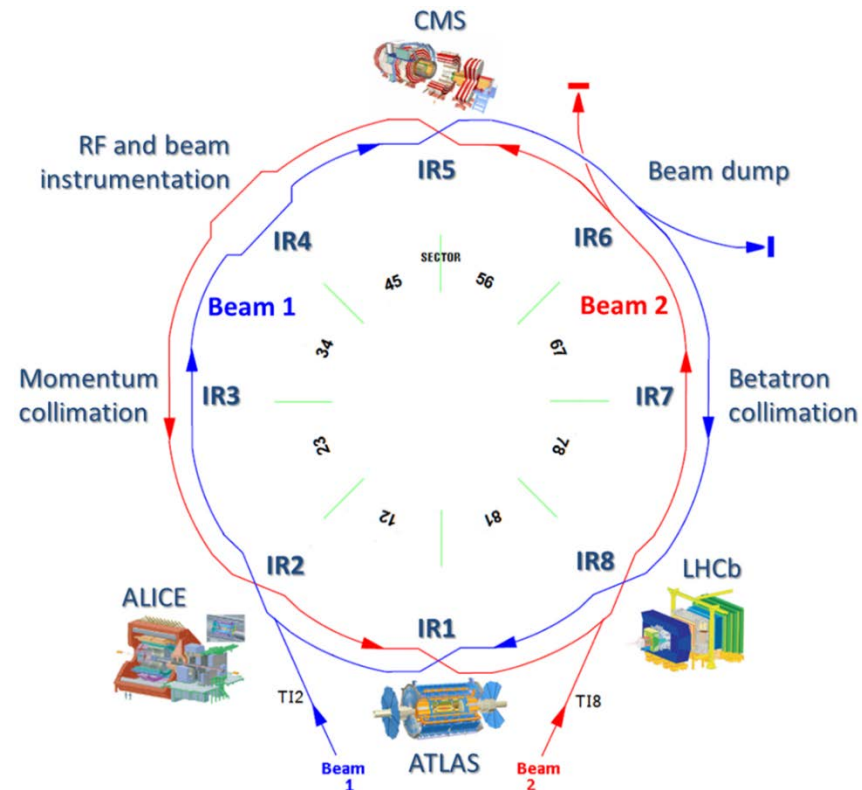 CMS
RF and beam
instrumentation
IR5
Beam dump
IR4
IR6
SECTOR
45
56
Beam 1
Beam 2
34
67
Momentum
collimation
IR3
IR7
Betatron
collimation
23
78
12
81
IR2
IR8
ALICE
LHCb
IR1
TI2
TI8
ATLAS
Beam
1
Beam
2